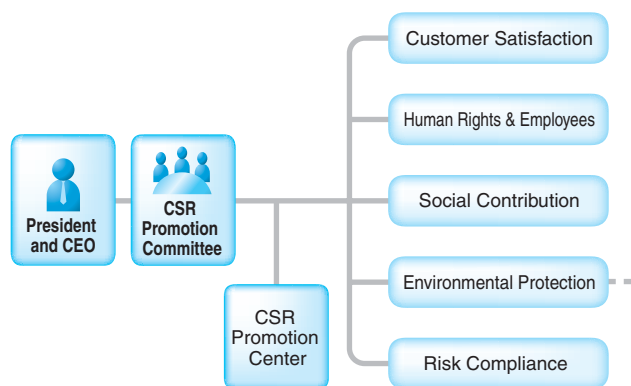 Customer Satisfaction
Human Rights & Employees
President
and CEO
CSR
Promotion
Committee
Social Contribution
Environmental Protection
CSR
Promotion
Center
Risk Compliance